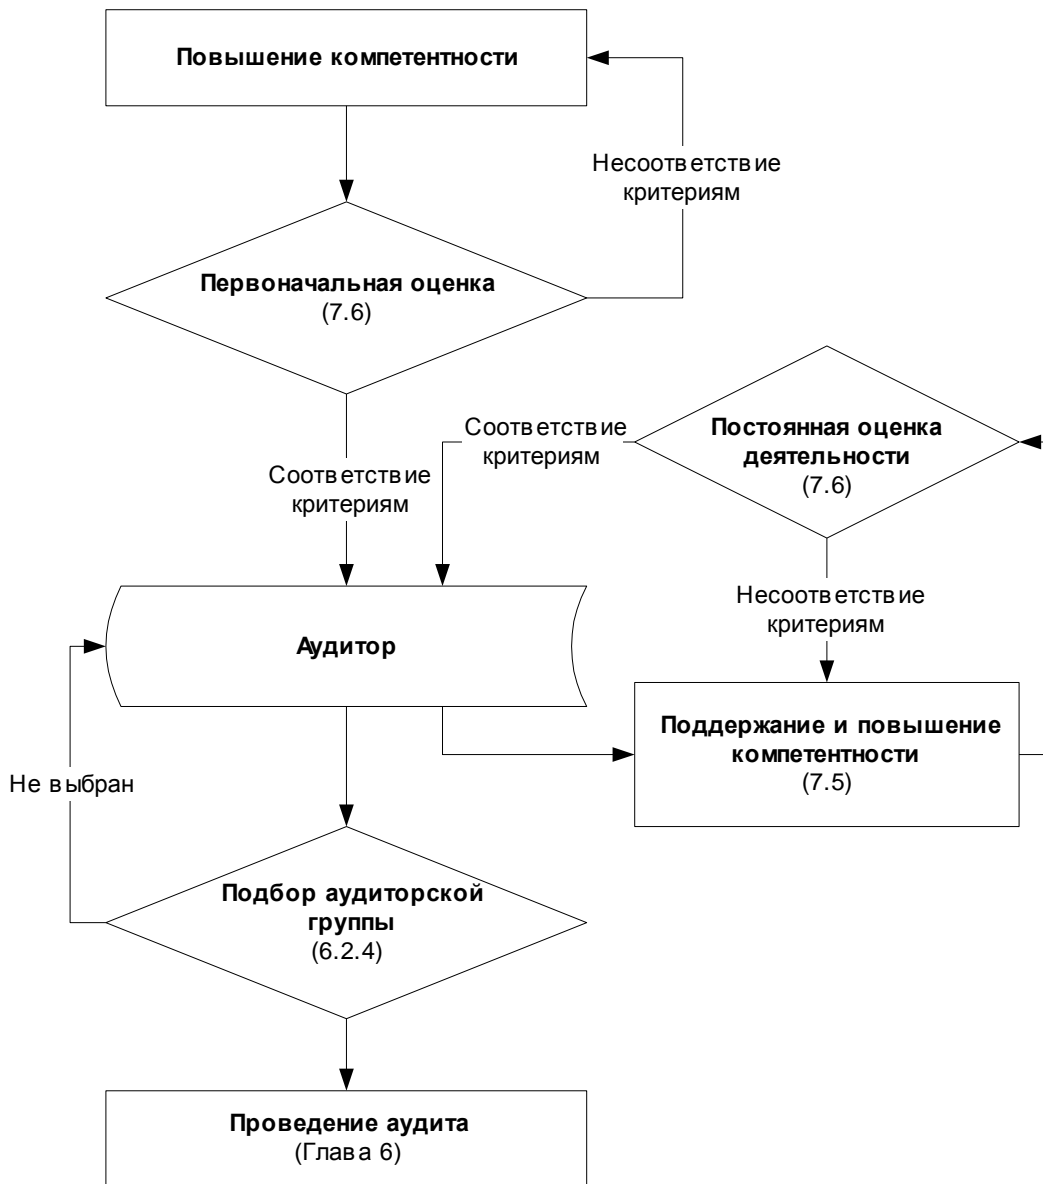 Повышение компетентности
Несоответствие
критериям
Первоначальная оценка
(7.6)
Соответствие
критериям
Постоянная оценка
деятельности
(7.6)
Соответствие
критериям
Несоответствие
критериям
Аудитор
Поддержание и повышение
компетентности
(7.5)
Не выбран
Подбор аудиторской
группы
(6.2.4)
Проведение аудита
(Глава 6)